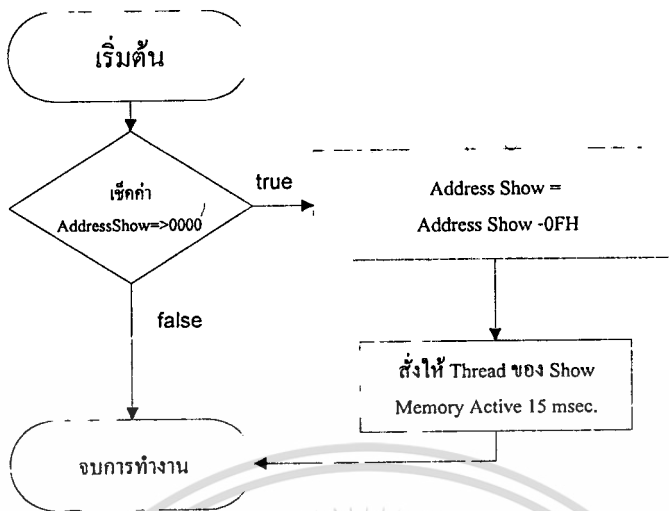 เริ่มต้น
เช็คค่า
AddressShow=>0000
true
Address Show =
Address Show -0FH
false
สั่งให้ Thread ของ Show
Memory Active 15 msec.
จบการทำงาน